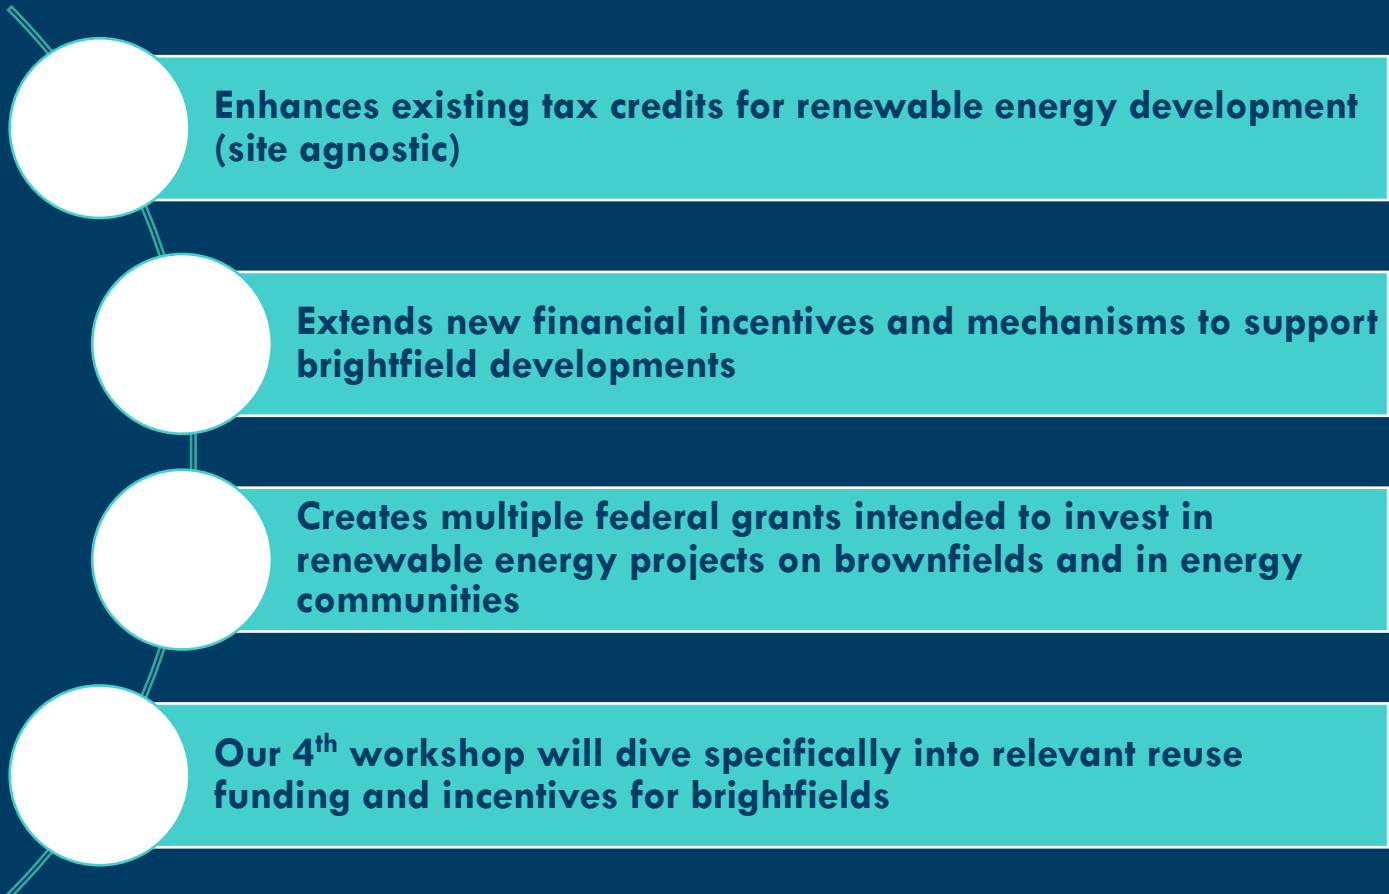 Enhances existing tax credits for renewable energy development
(site agnostic)
Extends new financial incentives and mechanisms to support
brightfield developments
Creates multiple federal grants intended to invest in
renewable energy projects on brownfields and in energy
communities
Our 4th workshop will dive specifically into relevant reuse
funding and incentives for brightfields